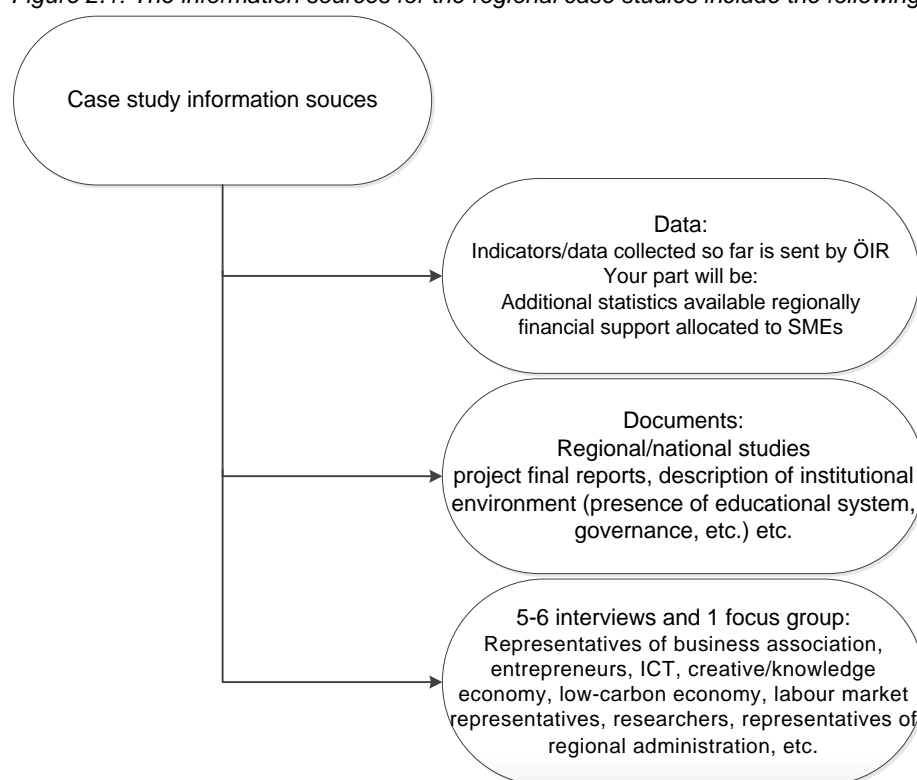 Figure 2.1: The information sources for the regional case studies include the following
Case study information souces
Data:
Indicators/data collected so far is sent by ÖIR
Your part will be:
Additional statistics available regionally
financial support allocated to SMEs
Documents:
Regional/national studies
project final reports, description of institutional
environment (presence of educational system,
governance, etc.) etc.
5-6 interviews and 1 focus group:
Representatives of business association,
entrepreneurs, ICT, creative/knowledge
economy, low-carbon economy, labour market
representatives, researchers, representatives of
regional administration, etc.